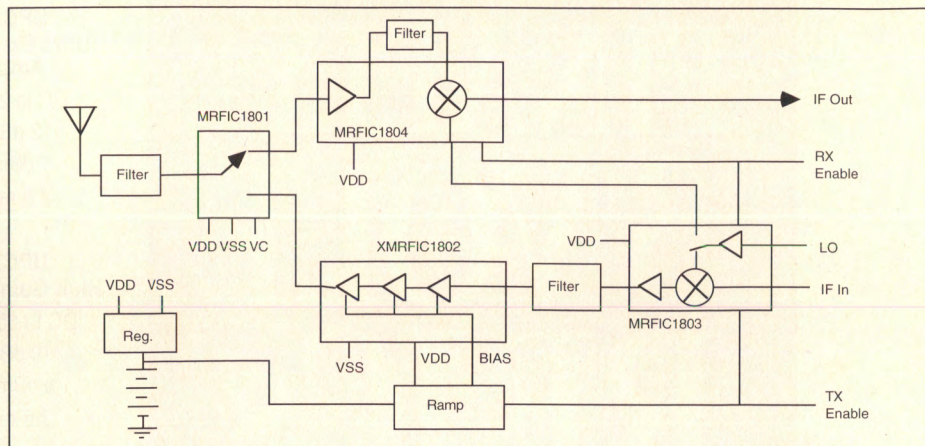 Filter
MRFIC1801
MRFIC1804
IF Out
Filter
VDD
RX
Enable
VDD VSS VC
XMRFIC1802
VDD
LO
Filter
IF In
VDD VSS
MRFIC1803
Reg.
VSS
VDD
BIAS
Ramp
TX
Enable